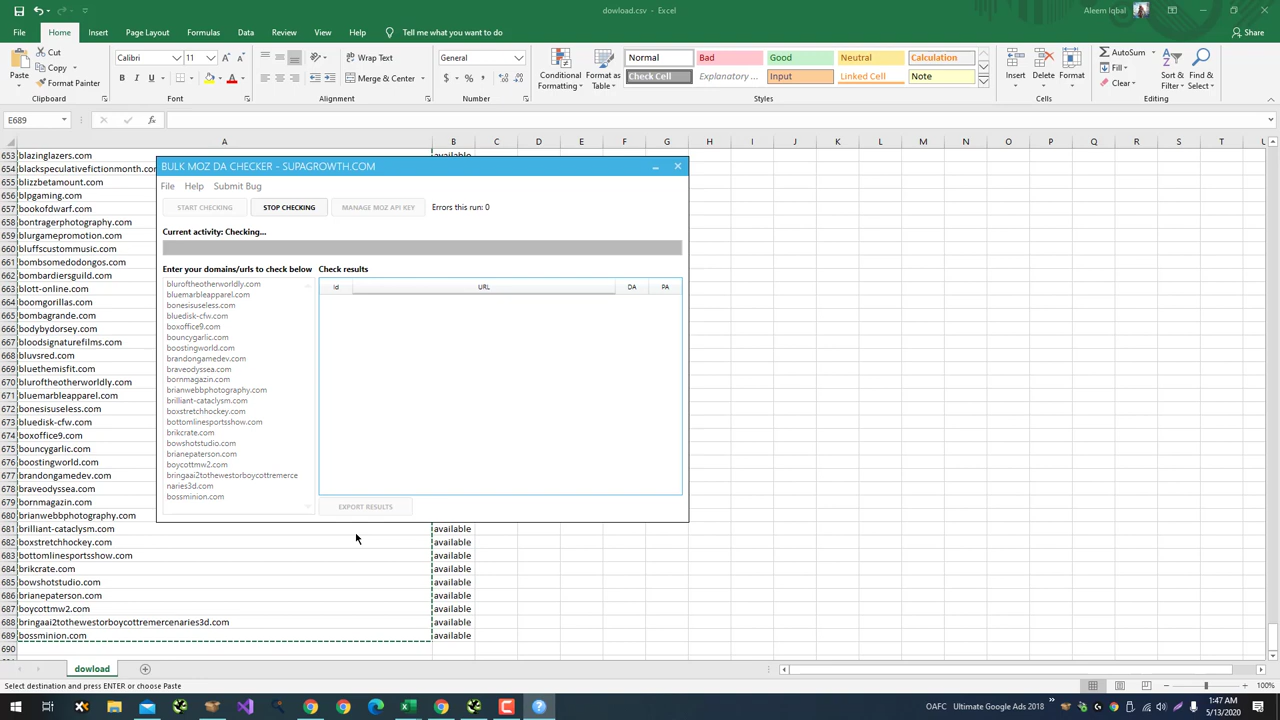 dowload.csv - Excel
Aleem Iqbal
File Home Insert Draw Page Layout Formulas Data Review View Help Tell me what you want to do Share
Paste
Cut
Copy
Format Painter
Clipboard
Calibri 11
B I U
Font
Wrap Text
Merge & Center
Alignment
General
$ % ,
Number
Conditional Formatting
Format as Table
Normal Bad Good Neutral Calculation
Check Cell Explanatory ... Input Linked Cell Note
Styles
Insert Delete Format
Cells
AutoSum
Fill
Clear
Sort & Filter
Find & Select
Editing
E689
fx
A B C D E F G H I J K L M N O P Q R S T
653 blazinglazers.com available
654 blackspeculativefictionmonth.com
655 blizzbetamount.com
656 blpgaming.com
657 bookofdwarf.com
658 bontragerphotography.com
659 blurgamepromotion.com
660 bluffscustommusic.com
661 bombsomedodongos.com
662 bombardiersguild.com
663 blott-online.com
664 boomgorillas.com
665 bombagrande.com
666 bodybydorsey.com
667 bloodsignaturefilms.com
668 bluvsred.com
669 bluethemisfit.com
670 bluroftheotherworldly.com
671 bluemarbleapparel.com
672 bonesisuseless.com
673 bluedisk-cfw.com
674 boxoffice9.com
675 bouncygarlic.com
676 boostingworld.com
677 brandongamedev.com
678 braveodyssea.com
679 bornmagazin.com
680 brianwebbphotography.com
681 brilliant-cataclysm.com available
682 boxstretchhockey.com available
683 bottomlinesportsshow.com available
684 brikcrate.com available
685 bowshotstudio.com available
686 brianepaterson.com available
687 boycottmw2.com available
688 bringaai2tothewestorboycottremercenaries3d.com available
689 bossminion.com available
690
BULK MOZ DA CHECKER - SUPAGROWTH.COM
File Help Submit Bug
START CHECKING STOP CHECKING MANAGE MOZ API KEY Errors this run: 0
Current activity: Checking...
Enter your domains/urls to check below
bluroftheotherworldly.com
bluemarbleapparel.com
bonesisuseless.com
bluedisk-cfw.com
boxoffice9.com
bouncygarlic.com
boostingworld.com
brandongamedev.com
braveodyssea.com
bornmagazin.com
brianwebbphotography.com
brilliant-cataclysm.com
boxstretchhockey.com
bottomlinesportsshow.com
brikcrate.com
bowshotstudio.com
brianepaterson.com
boycottmw2.com
bringaai2tothewestorboycottremerce
naries3d.com
bossminion.com
Check results
Id URL DA PA
EXPORT RESULTS
dowload
Select destination and press ENTER or choose Paste
100%
OAFC Ultimate Google Ads 2018
1:47 AM
5/13/2020